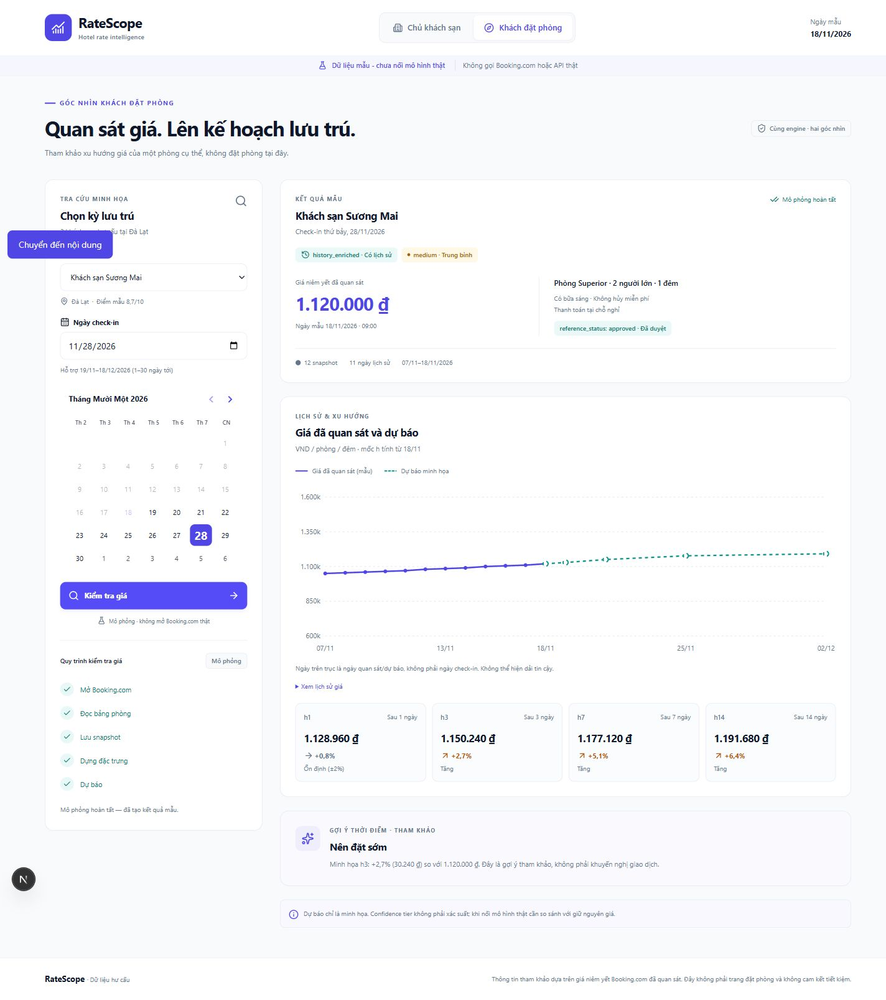 RateScope
Hotel rate intelligence
Chủ khách sạn
Khách đặt phòng
Ngày mẫu
18/11/2026
Dữ liệu mẫu - chưa nối mô hình thật
Không gọi Booking.com hoặc API thật
GÓC NHÌN KHÁCH ĐẶT PHÒNG
Quan sát giá. Lên kế hoạch lưu trú.
Tham khảo xu hướng giá của một phòng cụ thể, không đặt phòng tại đây.
Cùng engine · hai góc nhìn
TRA CỨU MINH HỌA
Chọn kỳ lưu trú
tại Đà Lạt
Chuyển đến nội dung
Khách sạn Sương Mai
Đà Lạt · Điểm mẫu 8,7/10
Ngày check-in
11/28/2026
Hỗ trợ 19/11–18/12/2026 (1–30 ngày tới)
Tháng Mười Một 2026
Th 2 Th 3 Th 4 Th 5 Th 6 Th 7 CN
1
2 3 4 5 6 7 8
9 10 11 12 13 14 15
16 17 18 19 20 21 22
23 24 25 26 27 28 29
30 1 2 3 4 5 6
Kiểm tra giá
Mô phỏng · không mở Booking.com thật
Quy trình kiểm tra giá
Mô phỏng
Mở Booking.com
Đọc bảng phòng
Lưu snapshot
Dựng đặc trưng
Dự báo
Mô phỏng hoàn tất — đã tạo kết quả mẫu.
KẾT QUẢ MẪU
Mô phỏng hoàn tất
Khách sạn Sương Mai
Check-in thứ bảy, 28/11/2026
history_enriched · Có lịch sử
medium · Trung bình
Giá niêm yết đã quan sát
1.120.000 ₫
Ngày mẫu 18/11/2026 · 09:00
Phòng Superior · 2 người lớn · 1 đêm
Có bữa sáng · Không hủy miễn phí
Thanh toán tại chỗ nghỉ
reference_status: approved · Đã duyệt
12 snapshot
11 ngày lịch sử
07/11–18/11/2026
LỊCH SỬ & XU HƯỚNG
Giá đã quan sát và dự báo
VND / phòng / đêm · mốc h tính từ 18/11
Giá đã quan sát (mẫu)
Dự báo minh họa
1.600k
1.350k
1.100k
850k
600k
07/11 13/11 18/11 25/11 02/12
Ngày trên trục là ngày quan sát/dự báo, không phải ngày check-in. Không thể hiện dải tin cậy.
Xem lịch sử giá
h1 Sau 1 ngày
1.128.960 ₫
+0,8%
Ổn định (±2%)
h3 Sau 3 ngày
1.150.240 ₫
+2,7%
Tăng
h7 Sau 7 ngày
1.177.120 ₫
+5,1%
Tăng
h14 Sau 14 ngày
1.191.680 ₫
+6,4%
Tăng
GỢI Ý THỜI ĐIỂM · THAM KHẢO
Nên đặt sớm
Minh họa h3: +2,7% (30.240 ₫) so với 1.120.000 ₫. Đây là gợi ý tham khảo, không phải khuyến nghị giao dịch.
Dự báo chỉ là minh họa. Confidence tier không phải xác suất; khi nối mô hình thật cần so sánh với giữ nguyên giá.
N
RateScope · Dữ liệu hư cấu
Thông tin tham khảo dựa trên giá niêm yết Booking.com đã quan sát. Đây không phải trang đặt phòng và không cam kết tiết kiệm.